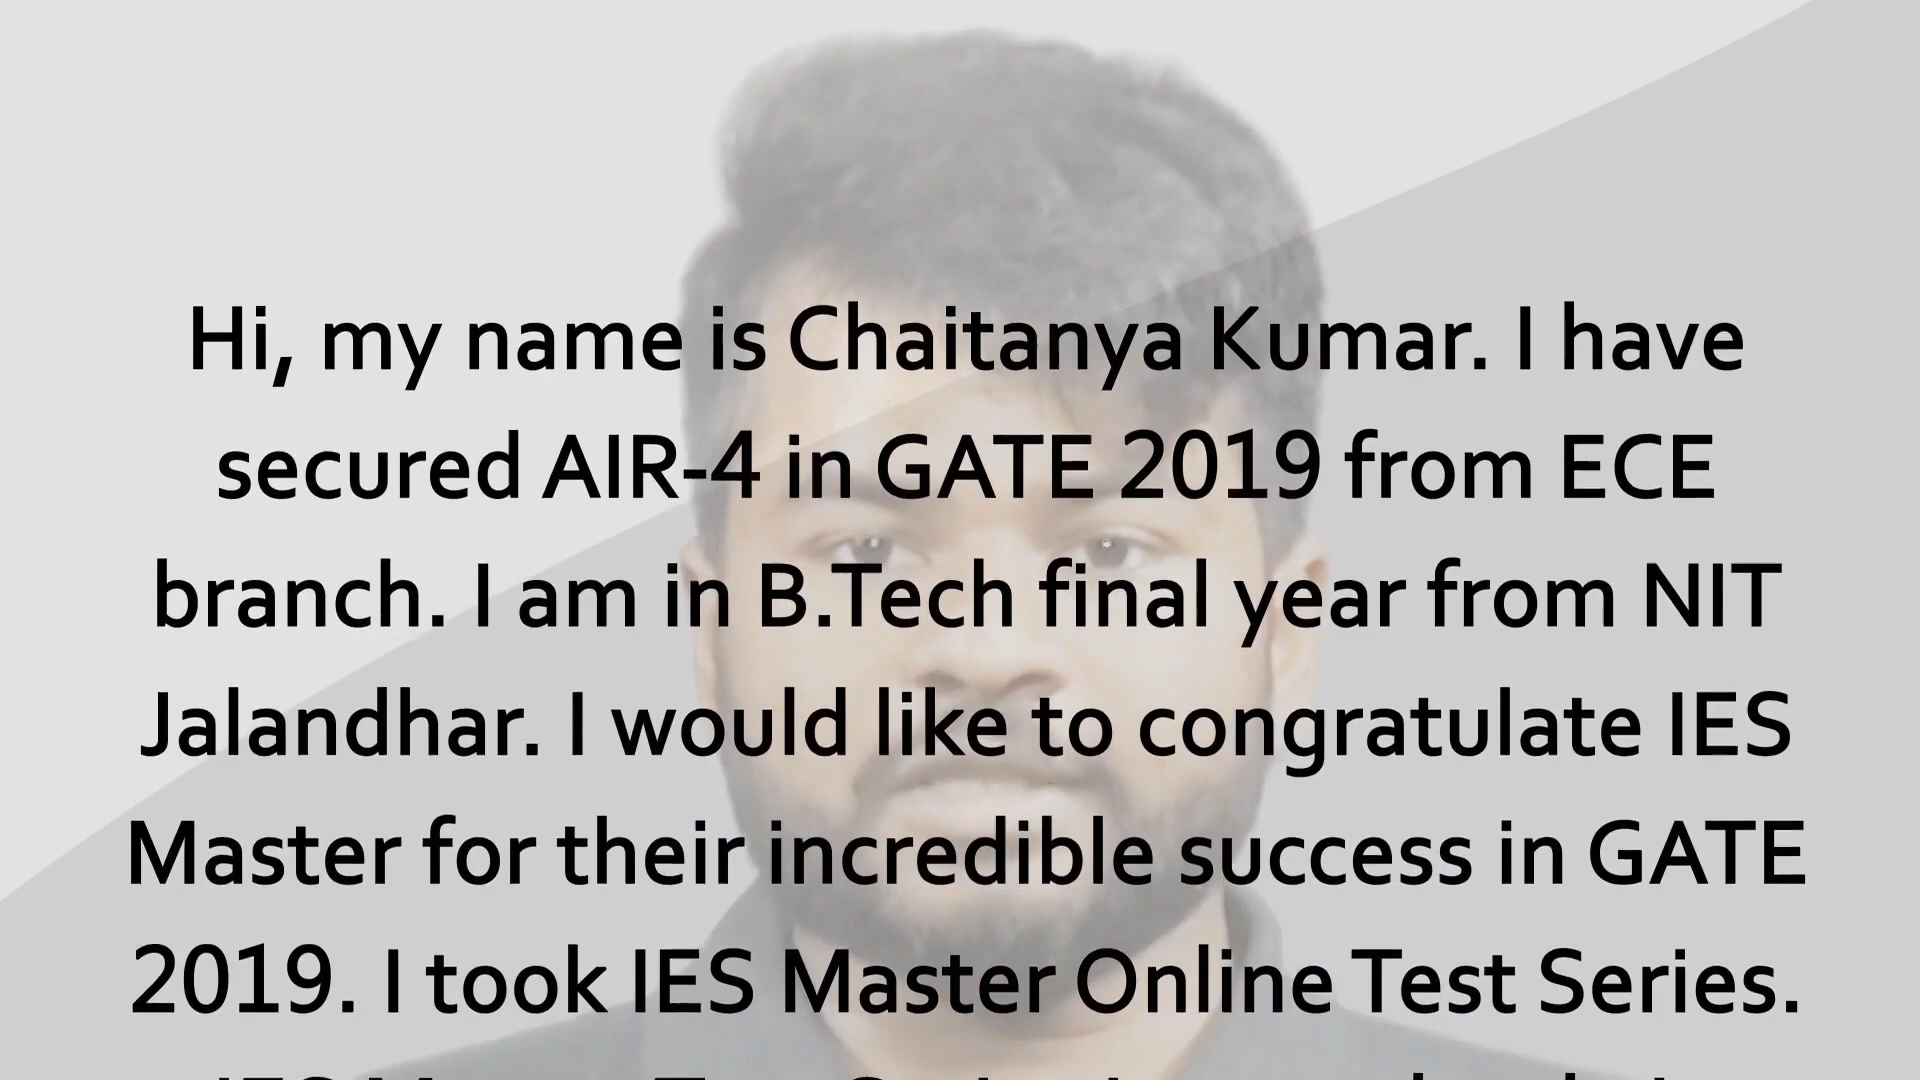 Hi, my name is Chaitanya Kumar. I have
secured AIR-4 in GATE 2019 from ECE
branch. I am in B.Tech final year from NIT
Jalandhar. I would like to congratulate IES
Master for their incredible success in GATE
2019. I took IES Master Online Test Series.